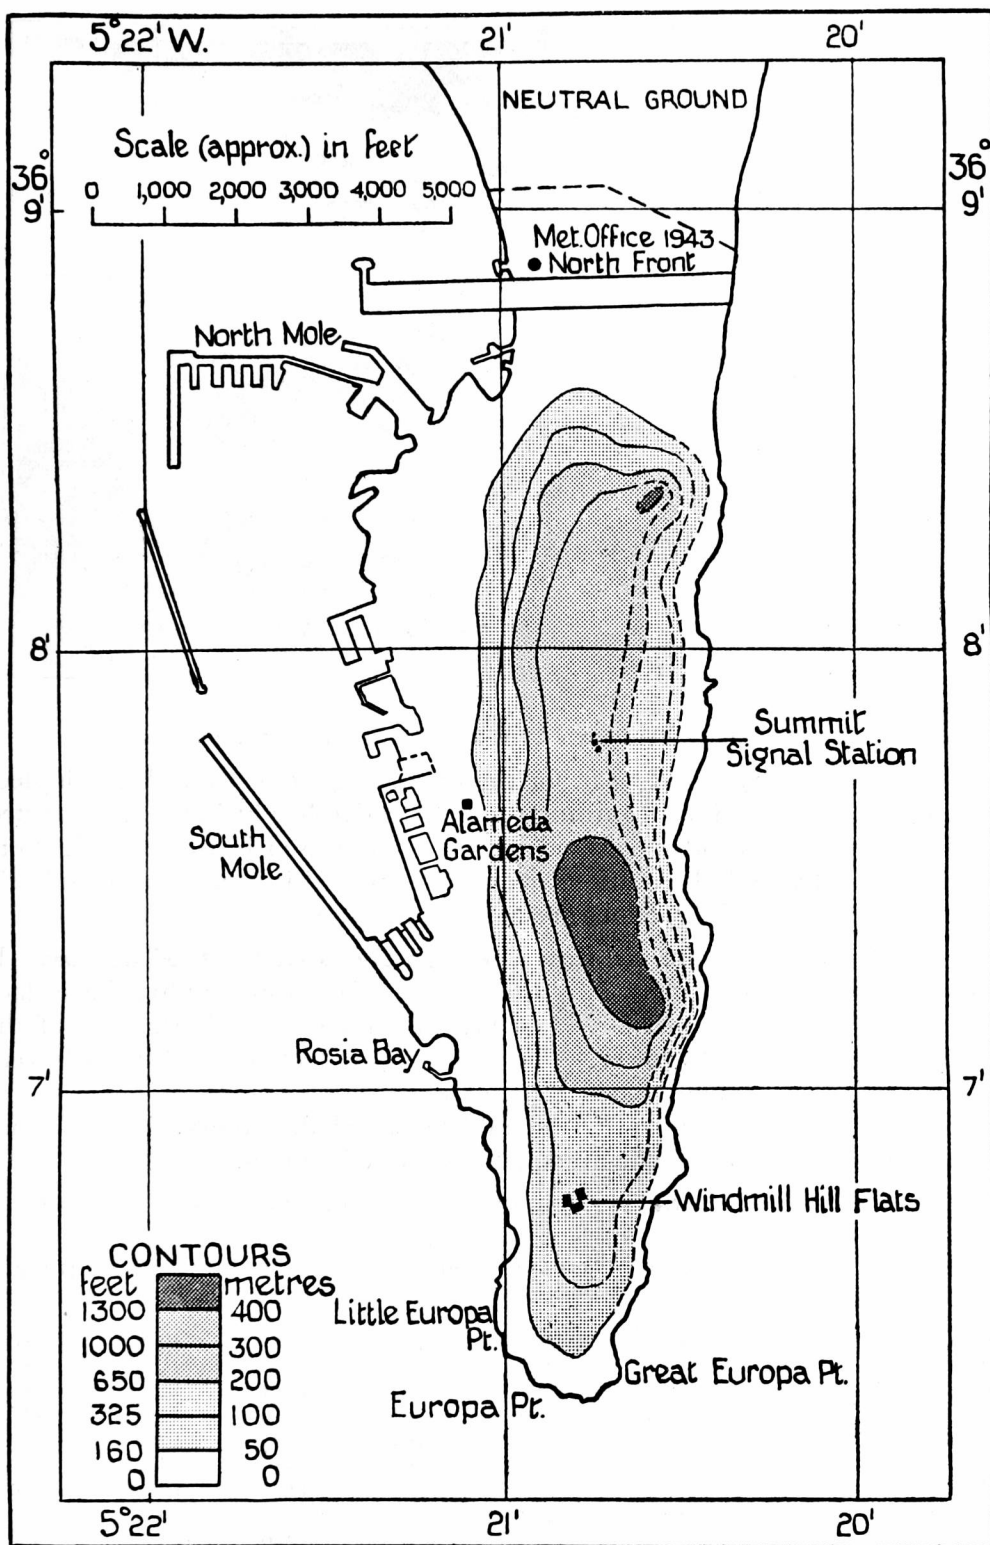 5°22' W.
21'
20'
NEUTRAL GROUND
Scale (approx.) in feet
0 1,000 2,000 3,000 4,000 5,000
36°
9'
36°
9'
Met. Office 1943
North Front
North Mole
8'
8'
Summit
Signal Station
Alameda
Gardens
South
Mole
Rosia Bay
7'
7'
Windmill Hill Flats
CONTOURS
feet metres
1300 400
1000 300
650 200
325 100
160 50
0 0
Little Europa
Pt.
Great Europa Pt.
Europa Pt.
5°22'
21'
20'